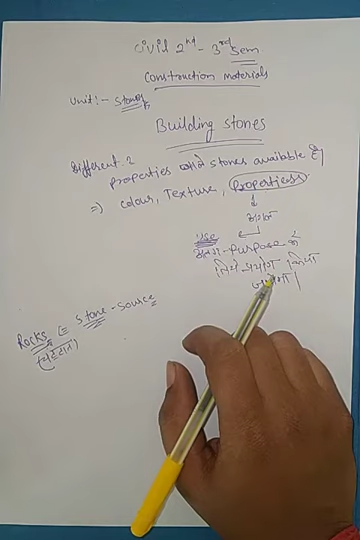 Civil 2nd - 3rd Sem
Construction materials
Unit:- Stones
Building Stones
Different 2
properties वाले stones available है।
⇒ Colour, Texture, Properties
अलग
Use
अलग - Purpose के
लिये प्रयोग किया
जायेगा।
Rocks ⇒ Stone - Source
(चट्टान)